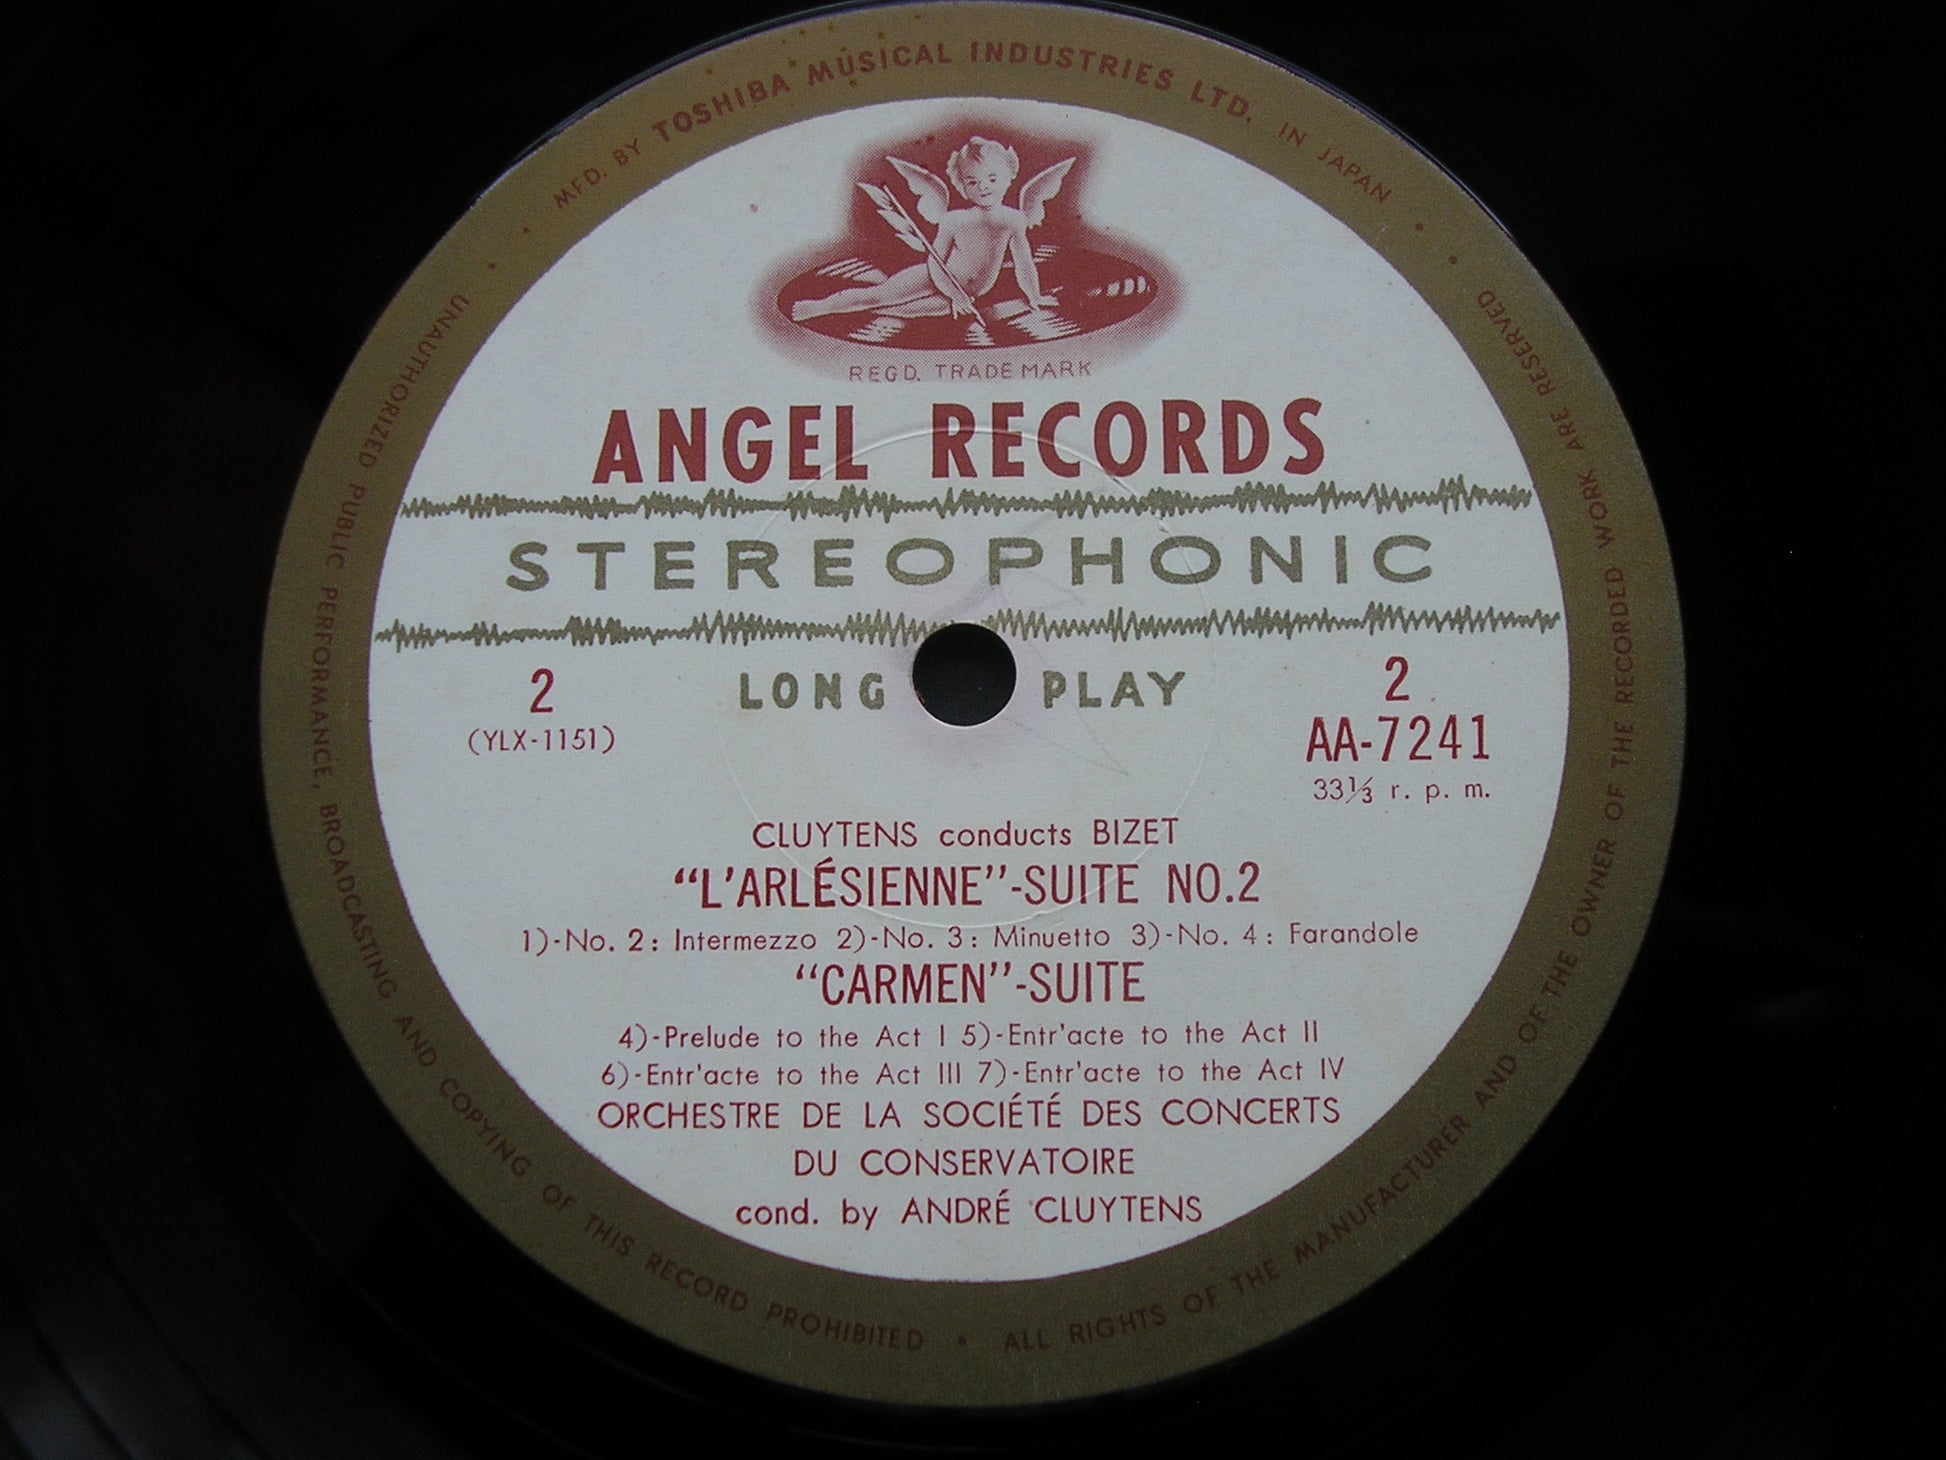 MFD. BY TOSHIBA MUSICAL INDUSTRIES LTD. IN JAPAN
REGD. TRADE MARK
ANGEL RECORDS
STEREOPHONIC
LONG PLAY
2
(YLX-1151)
2
AA-7241
33⅓ r. p. m.
CLUYTENS conducts BIZET
“L'ARLÉSIENNE”-SUITE NO.2
1)-No. 2: Intermezzo 2)-No. 3: Minuetto 3)-No. 4: Farandole
“CARMEN”-SUITE
4)-Prelude to the Act I 5)-Entr'acte to the Act II
6)-Entr'acte to the Act III 7)-Entr'acte to the Act IV
ORCHESTRE DE LA SOCIÉTÉ DES CONCERTS
DU CONSERVATOIRE
cond. by ANDRÉ CLUYTENS
UNAUTHORIZED PUBLIC PERFORMANCE, BROADCASTING AND COPYING OF THIS RECORD PROHIBITED • ALL RIGHTS OF THE MANUFACTURER AND OF THE OWNER OF THE RECORDED WORK ARE RESERVED